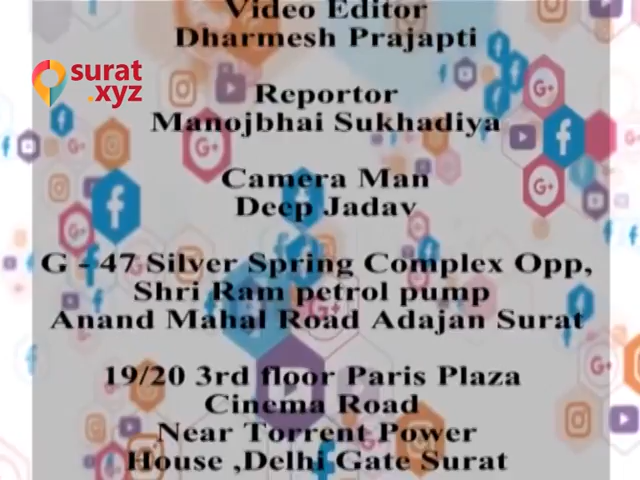 Video Editor
Dharmesh Prajapti
surat
.xyz
Reportor
Manojbhai Sukhadiya
Camera Man
Deep Jadav
G - 47 Silver Spring Complex Opp,
Shri Ram petrol pump
Anand Mahal Road Adajan Surat
19/20 3rd floor Paris Plaza
Cinema Road
Near Torrent Power
House ,Delhi Gate Surat